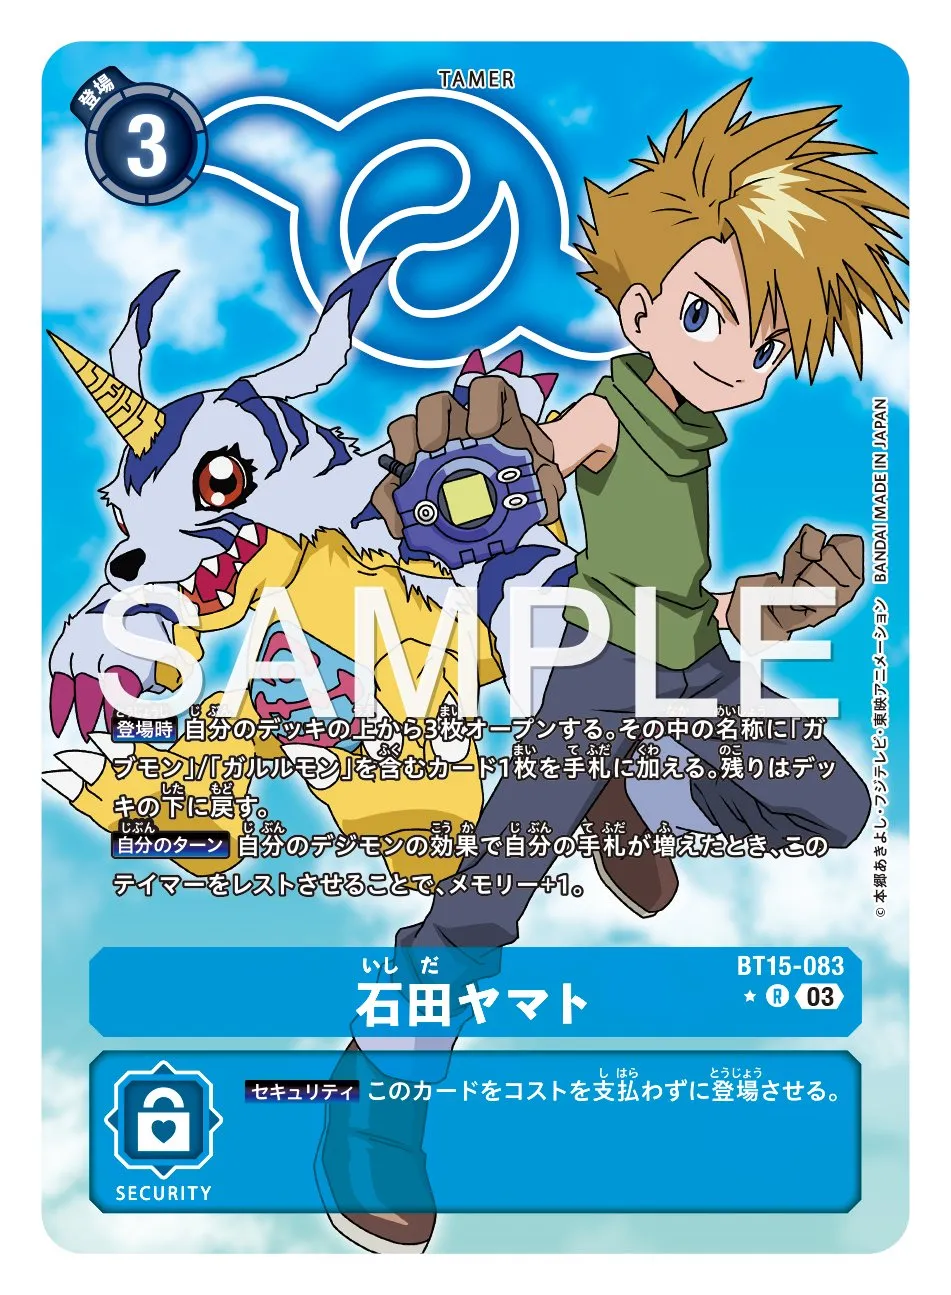 TAMER
登場
3
SAMPLE
登場時 自分のデッキの上から3枚オープンする。その中の名称に「ガ
ブモン」/「ガルルモン」を含むカード1枚を手札に加える。残りはデッ
キの下に戻す。
自分のターン 自分のデジモンの効果で自分の手札が増えたとき、この
テイマーをレストさせることで、メモリー+1。
©本郷あきよし・フジテレビ・東映アニメーション BANDAI MADE IN JAPAN
いし だ
石田ヤマト
BT15-083
R 03
セキュリティ このカードをコストを支払わずに登場させる。
SECURITY